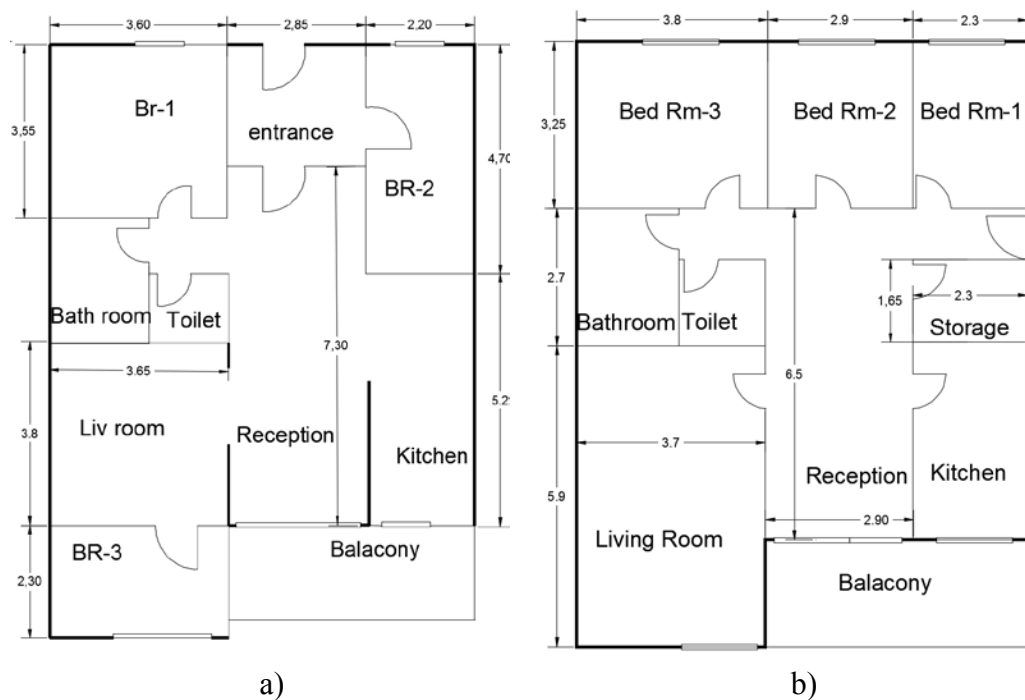 3,60 2,85 2,20
Br-1
3,55
entrance
BR-2
4,70
Bath room
Toilet
7,30
3.65
3.8
Liv room
Reception
Kitchen
BR-3
Balacony
2,30
a)
3.8 2.9 2.3
Bed Rm-3
Bed Rm-2
Bed Rm-1
3,25
2.7
1,65
2.3
Bathroom
Toilet
Storage
6.5
3.7
Reception
Kitchen
5.9
2.90
Living Room
Balacony
b)